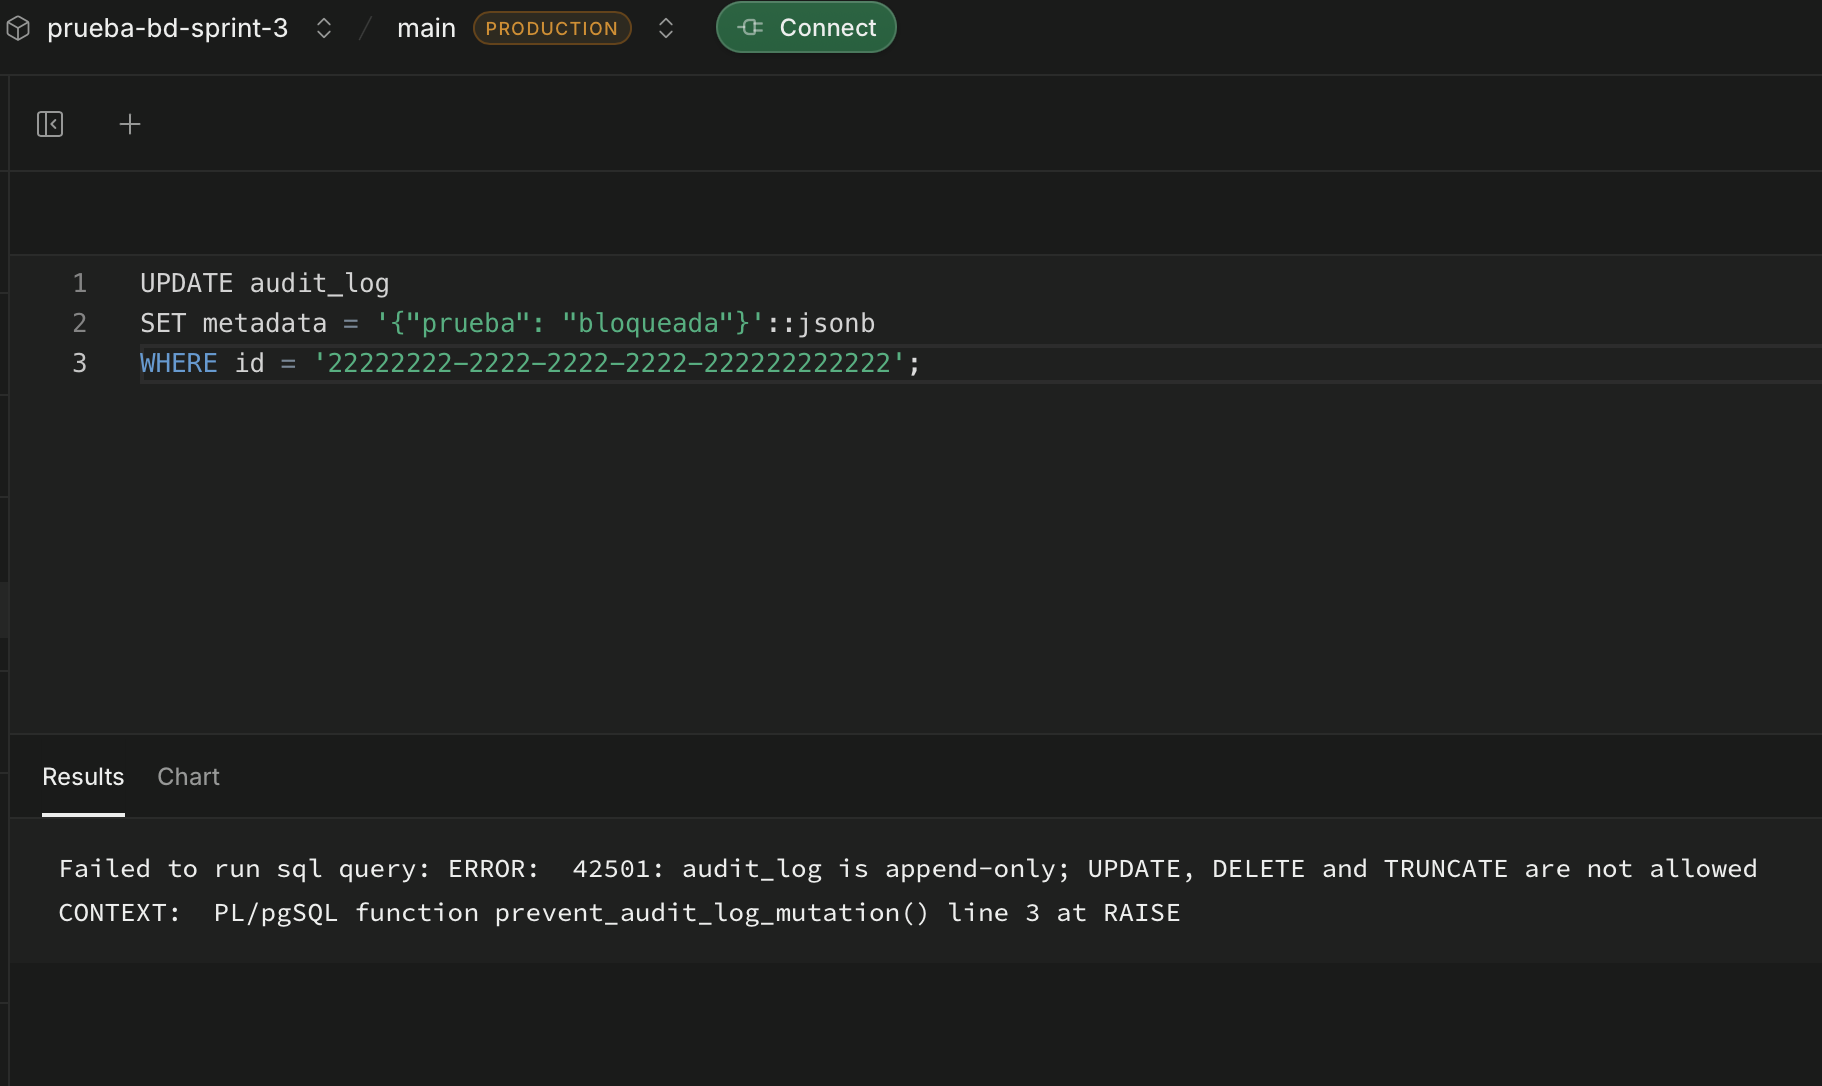 prueba-bd-sprint-3 / main PRODUCTION Connect
1 UPDATE audit_log
2 SET metadata = '{"prueba": "bloqueada"}'::jsonb
3 WHERE id = '22222222-2222-2222-2222-222222222222';
Results Chart
Failed to run sql query: ERROR:  42501: audit_log is append-only; UPDATE, DELETE and TRUNCATE are not allowed
CONTEXT:  PL/pgSQL function prevent_audit_log_mutation() line 3 at RAISE